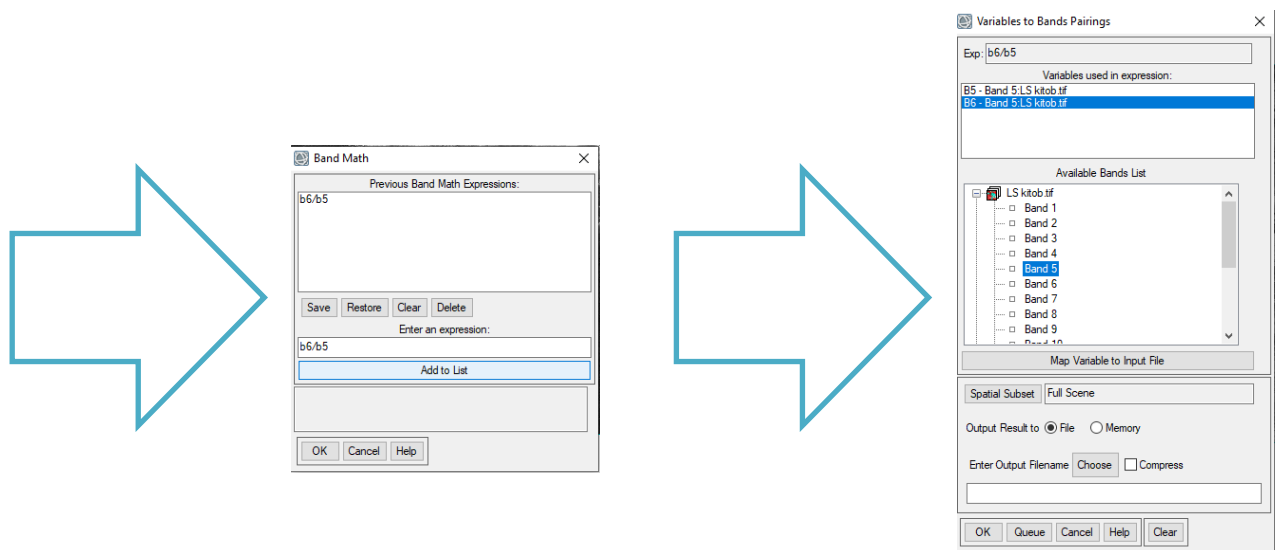 Band Math
Previous Band Math Expressions:
b6/b5
Save Restore Clear Delete
Enter an expression:
b6/b5
Add to List
OK Cancel Help
Variables to Bands Pairings
Exp: b6/b5
Variables used in expression:
B5 - Band 5:LS kitob.tif
B6 - Band 5:LS kitob.tif
Available Bands List
LS kitob.tif
Band 1
Band 2
Band 3
Band 4
Band 5
Band 6
Band 7
Band 8
Band 9
Band 10
Map Variable to Input File
Spatial Subset Full Scene
Output Result to File Memory
Enter Output Filename Choose Compress
OK Queue Cancel Help Clear